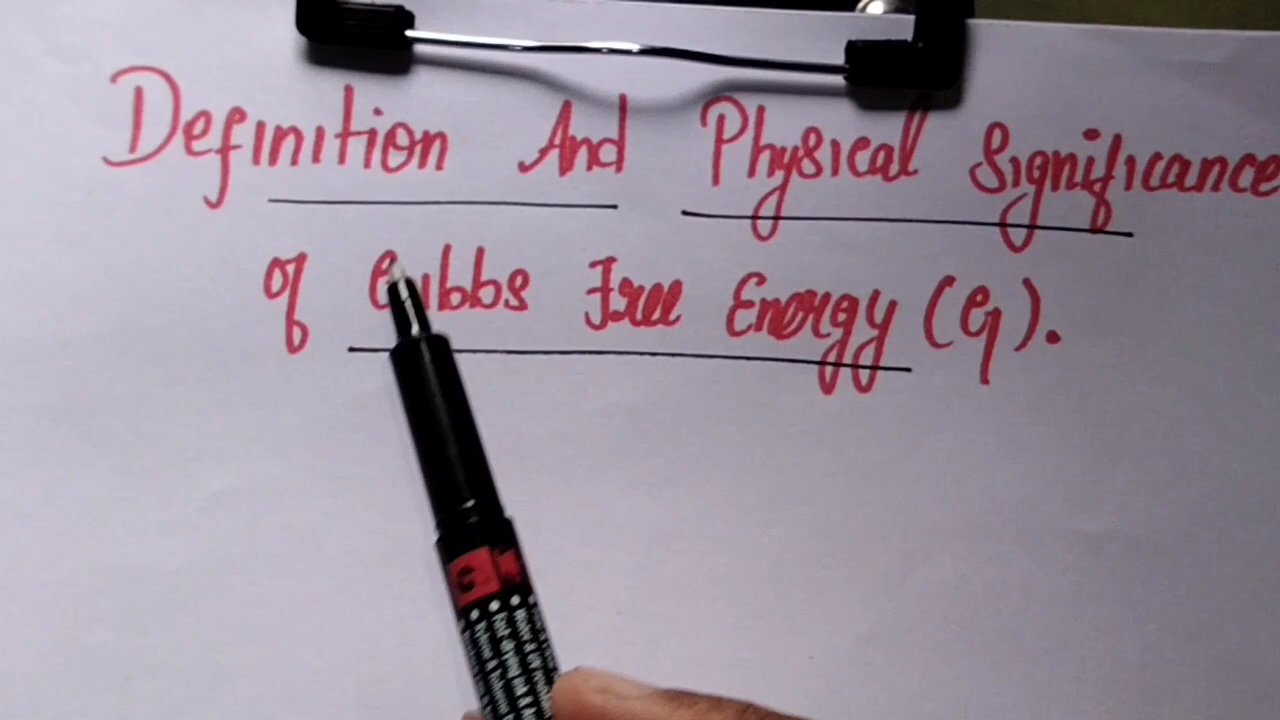 Definition And Physical Significance
of Gibbs Free Energy (G).